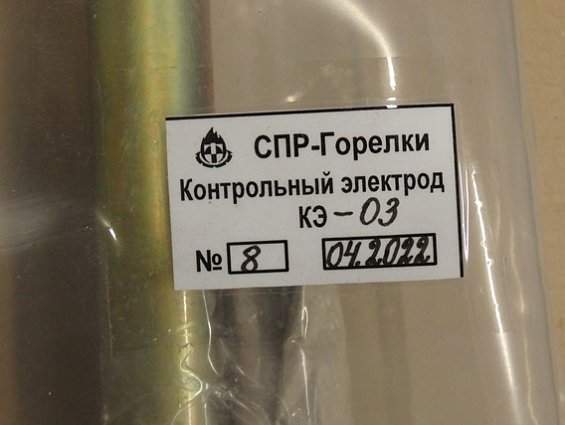 СПР-Горелки
Контрольный электрод
КЭ-03
№ 8 04.2022